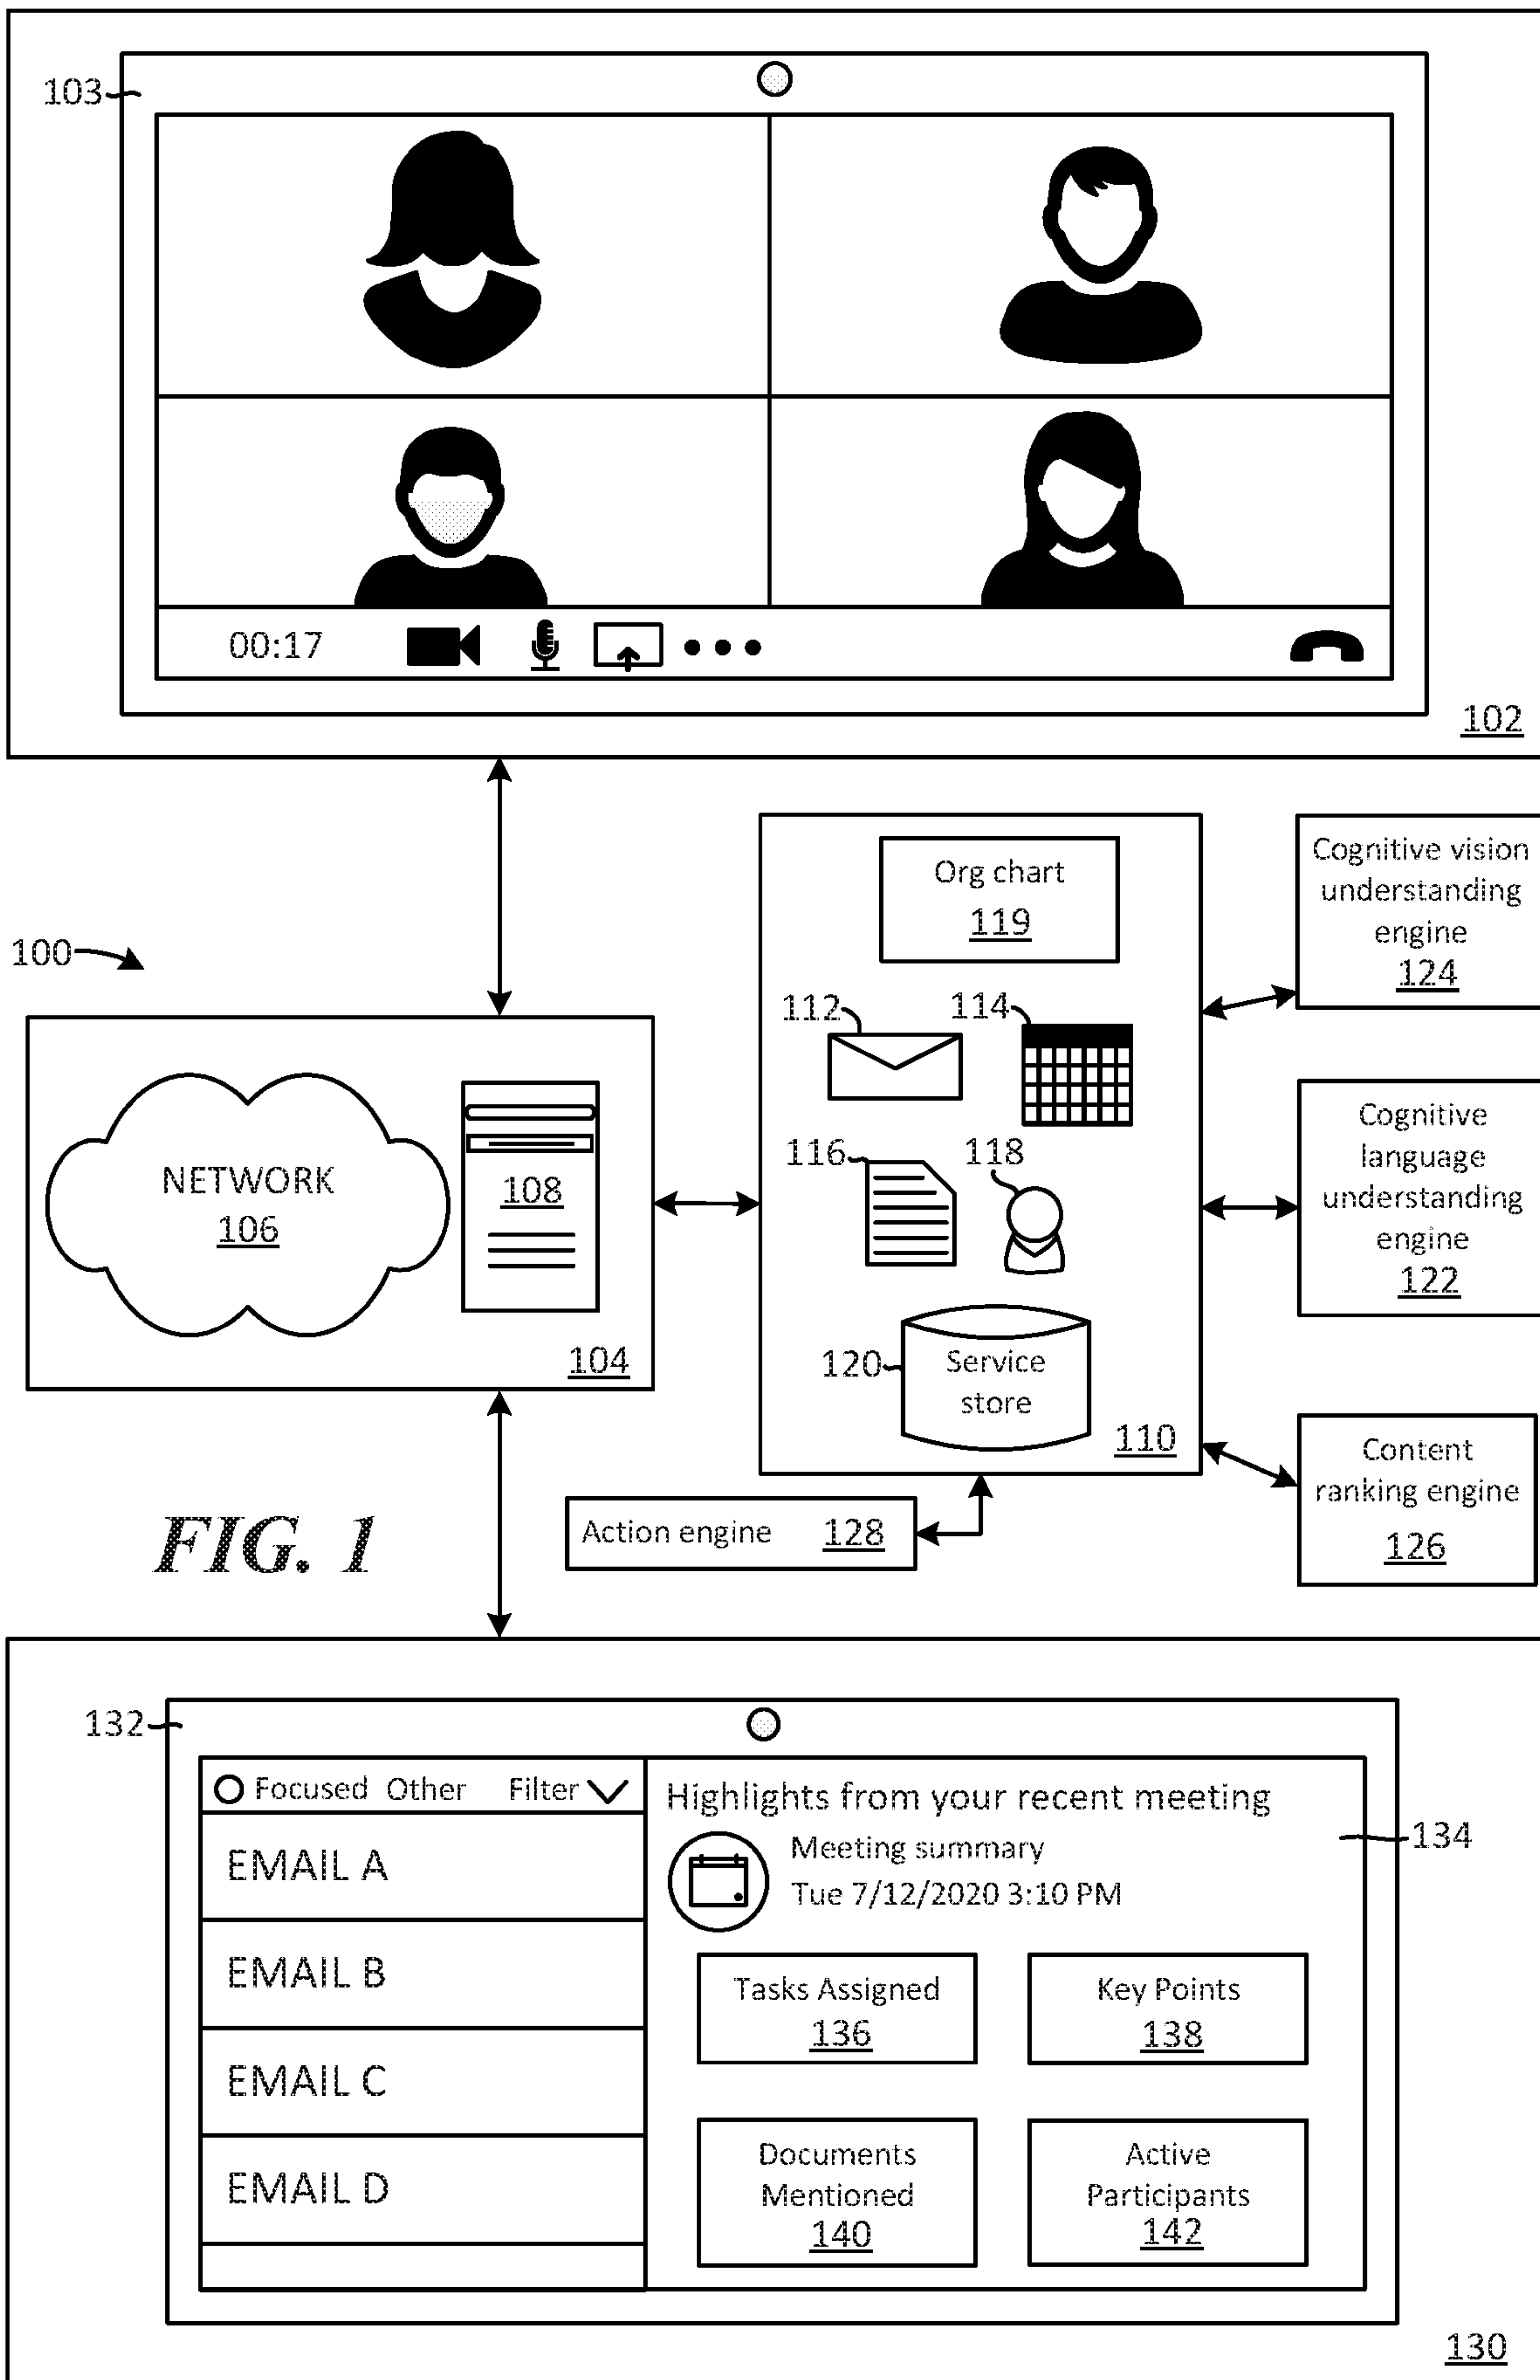 103
00:17
102
Org chart
119
Cognitive vision
understanding
engine
124
100
112
114
NETWORK
106
108
104
116
118
120
Service
store
110
Cognitive
language
understanding
engine
122
Content
ranking engine
126
Action engine 128
FIG. 1
132
Focused Other Filter
EMAIL A
EMAIL B
EMAIL C
EMAIL D
Highlights from your recent meeting
Meeting summary
Tue 7/12/2020 3:10 PM
134
Tasks Assigned
136
Key Points
138
Documents
Mentioned
140
Active
Participants
142
130